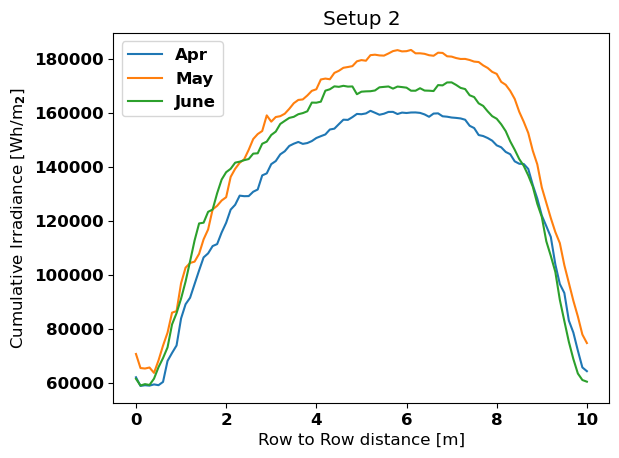 Setup 2
Apr
May
June
Cumulative Irradiance [Wh/m₂]
180000
160000
140000
120000
100000
80000
60000
0 2 4 6 8 10
Row to Row distance [m]